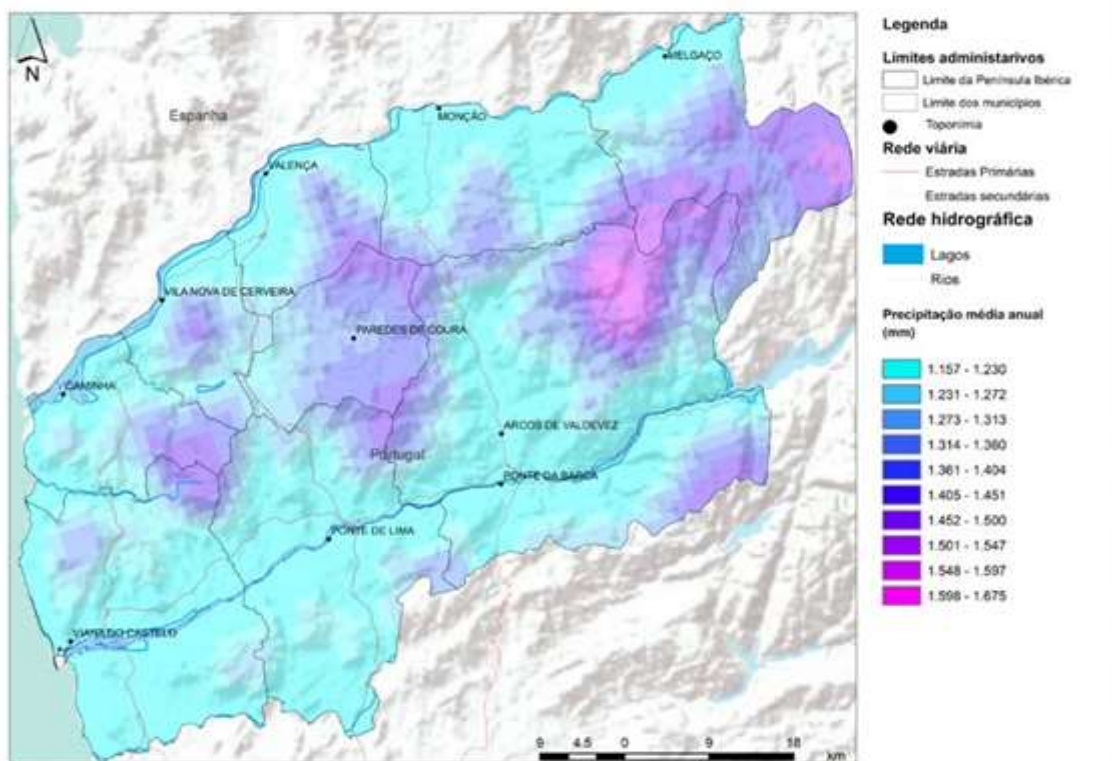 N
Espanha
MELGAÇO
MONÇÃO
VALENÇA
VILA NOVA DE CERVEIRA
PAREDES DE COURA
CAMINHA
ARCOS DE VALDEVEZ
Portugal
PONTE DA BARCA
PONTE DE LIMA
VIANA DO CASTELO
9 4.5 0 9 18
km
Legenda
Limites administarivos
Limite da Península Ibérica
Limite dos municípios
Toponímia
Rede viária
Estradas Primárias
Estradas secundárias
Rede hidrográfica
Lagos
Rios
Precipitação média anual
(mm)
1.157 - 1.230
1.231 - 1.272
1.273 - 1.313
1.314 - 1.360
1.361 - 1.404
1.405 - 1.451
1.452 - 1.500
1.501 - 1.547
1.548 - 1.597
1.598 - 1.675